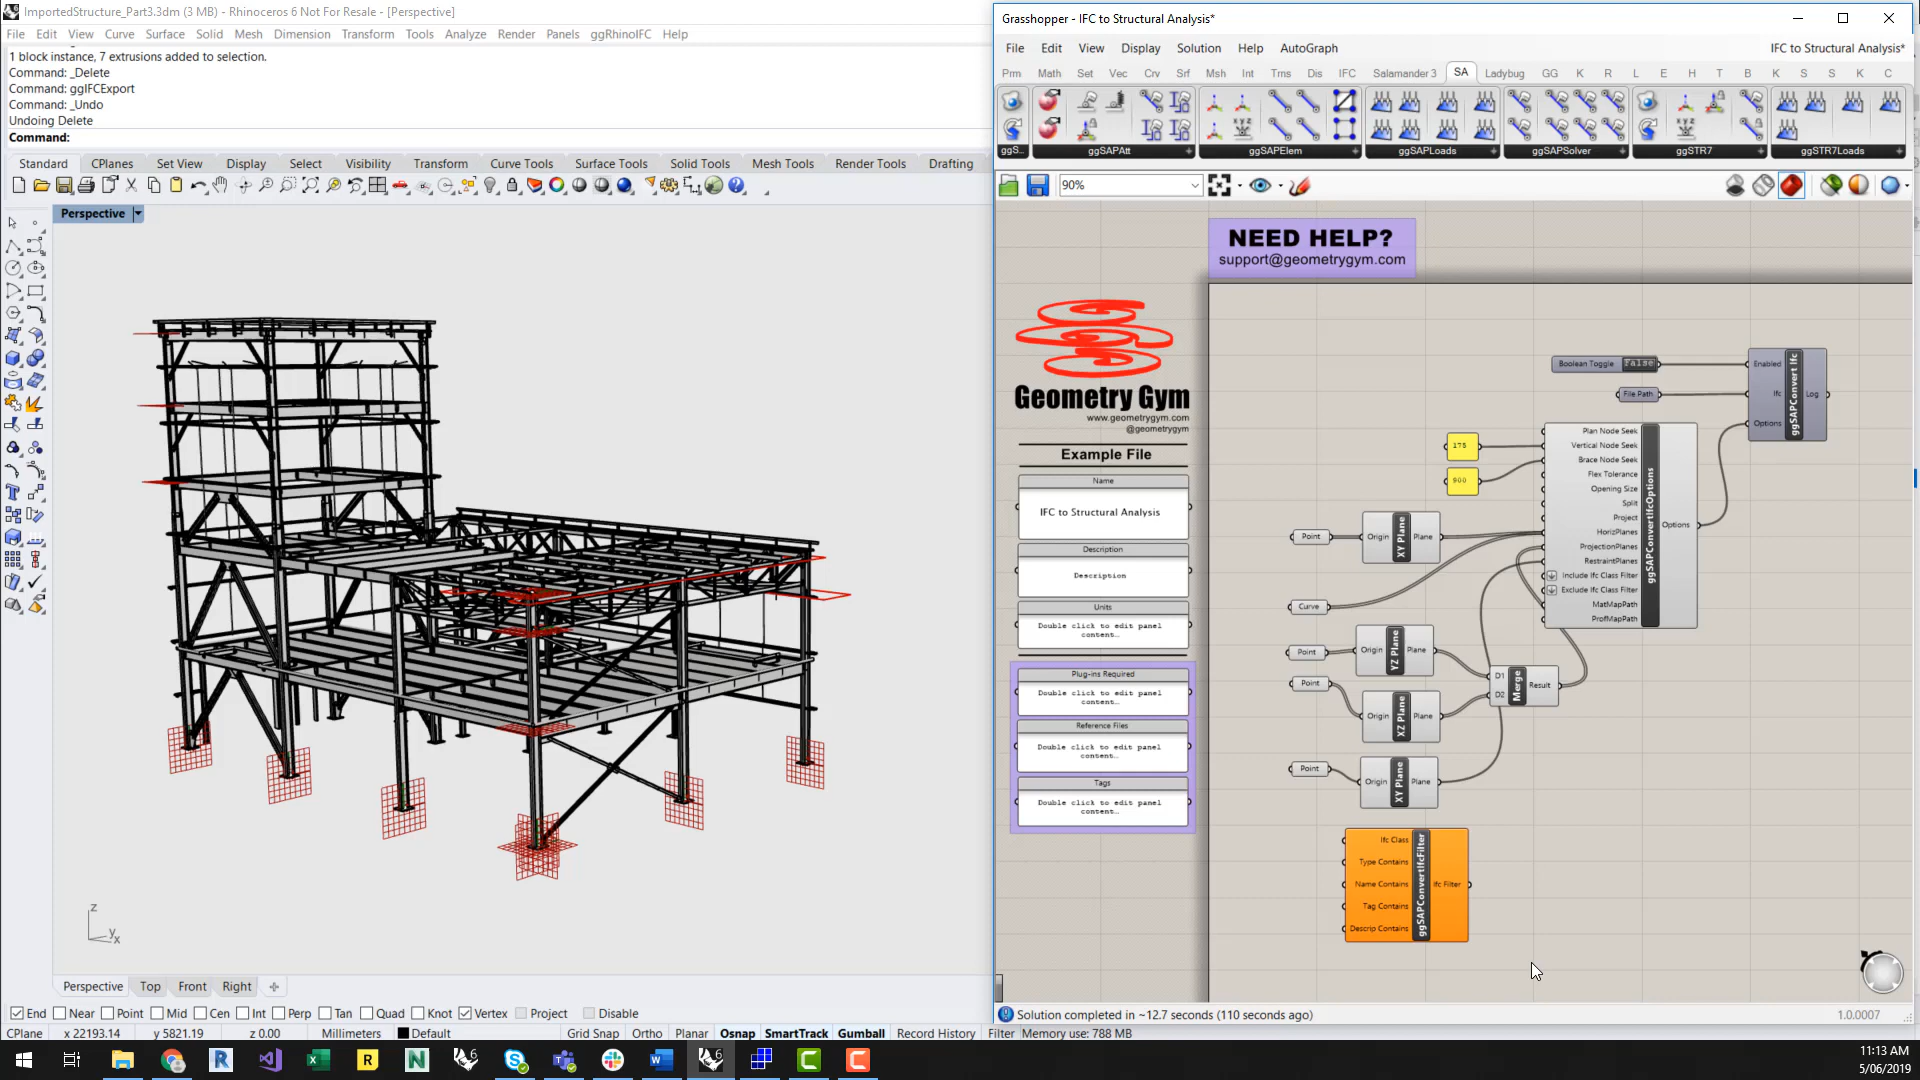 ImportedStructure_Part3.3dm (3 MB) - Rhinoceros 6 Not For Resale - [Perspective]
File Edit View Curve Surface Solid Mesh Dimension Transform Tools Analyze Render Panels ggRhinoIFC Help
1 block instance, 7 extrusions added to selection.
Command: _Delete
Command: ggIFCExport
Command: _Undo
Undoing Delete
Command:
Standard CPlanes Set View Display Select Visibility Transform Curve Tools Surface Tools Solid Tools Mesh Tools Render Tools Drafting
Perspective
z
y
x
Perspective Top Front Right
End Near Point Mid Cen Int Perp Tan Quad Knot Vertex Project Disable
CPlane x 22193.14 y 5821.19 z 0.00 Millimeters Default Grid Snap Ortho Planar Osnap SmartTrack Gumball Record History Filter Memory use: 788 MB
Grasshopper - IFC to Structural Analysis*
File Edit View Display Solution Help AutoGraph IFC to Structural Analysis*
Prm Math Set Vec Crv Srf Msh Int Trns Dis IFC Salamander 3 SA Ladybug GG K R L E H T B K S S K C
ggS... ggSAPAtt ggSAPElem ggSAPLoads ggSAPSolver ggSTR7 ggSTR7Loads
90%
NEED HELP?
support@geometrygym.com
Geometry Gym
www.geometrygym.com
@geometrygym
Example File
Name
IFC to Structural Analysis
Description
Description
Units
Double click to edit panel
content…
Plug-ins Required
Double click to edit panel
content…
Reference Files
Double click to edit panel
content…
Tags
Double click to edit panel
content…
Boolean Toggle False
File Path
Enabled
Ifc
Options
ggSAPConvert Ifc
Log
175
900
Plan Node Seek
Vertical Node Seek
Brace Node Seek
Flex Tolerance
Opening Size
Split
Project
HorizPlanes
ProjectionPlanes
RestraintPlanes
Include Ifc Class Filter
Exclude Ifc Class Filter
MatMapPath
ProfMapPath
ggSAPConvertIfcOptions
Options
Point
Origin XY Plane Plane
Curve
Point
Origin YZ Plane Plane
Point
Origin XZ Plane Plane
D1
D2
Merge
Result
Point
Origin XY Plane Plane
Ifc Class
Type Contains
Name Contains
Tag Contains
Descrip Contains
ggSAPConvertIfcFilter
Ifc Filter
Solution completed in ~12.7 seconds (110 seconds ago)
1.0.0007
11:13 AM
5/06/2019